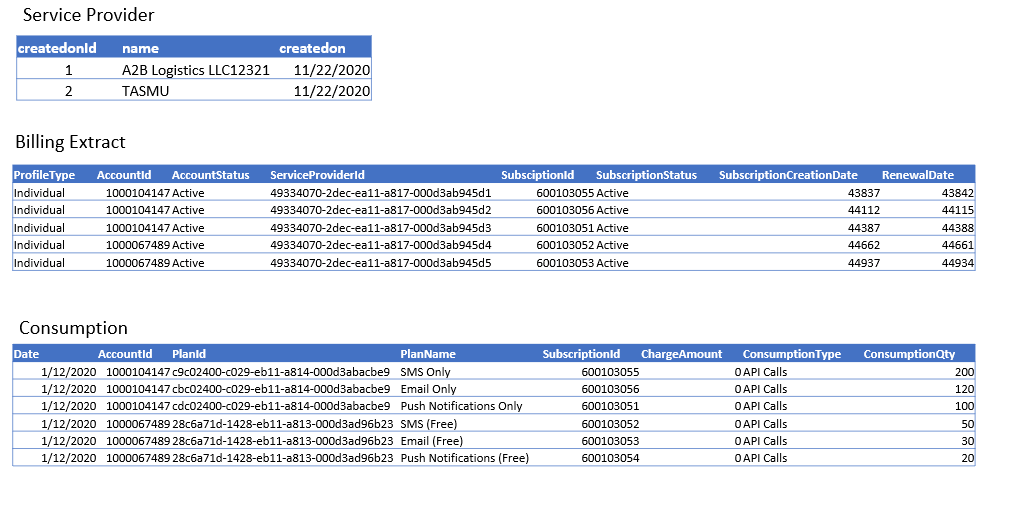 Service Provider
createdonId name createdon
1 A2B Logistics LLC12321 11/22/2020
2 TASMU 11/22/2020
Billing Extract
ProfileType AccountId AccountStatus ServiceProviderId SubsciptionId SubscriptionStatus SubscriptionCreationDate RenewalDate
Individual 1000104147 Active 49334070-2dec-ea11-a817-000d3ab945d1 600103055 Active 43837 43842
Individual 1000104147 Active 49334070-2dec-ea11-a817-000d3ab945d2 600103056 Active 44112 44115
Individual 1000104147 Active 49334070-2dec-ea11-a817-000d3ab945d3 600103051 Active 44387 44388
Individual 1000067489 Active 49334070-2dec-ea11-a817-000d3ab945d4 600103052 Active 44662 44661
Individual 1000067489 Active 49334070-2dec-ea11-a817-000d3ab945d5 600103053 Active 44937 44934
Consumption
Date AccountId PlanId PlanName SubscriptionId ChargeAmount ConsumptionType ConsumptionQty
1/12/2020 1000104147 c9c02400-c029-eb11-a814-000d3abacbe9 SMS Only 600103055 0 API Calls 200
1/12/2020 1000104147 cbc02400-c029-eb11-a814-000d3abacbe9 Email Only 600103056 0 API Calls 120
1/12/2020 1000104147 cdc02400-c029-eb11-a814-000d3abacbe9 Push Notifications Only 600103051 0 API Calls 100
1/12/2020 1000067489 28c6a71d-1428-eb11-a813-000d3ad96b23 SMS (Free) 600103052 0 API Calls 50
1/12/2020 1000067489 28c6a71d-1428-eb11-a813-000d3ad96b23 Email (Free) 600103053 0 API Calls 30
1/12/2020 1000067489 28c6a71d-1428-eb11-a813-000d3ad96b23 Push Notifications (Free) 600103054 0 API Calls 20